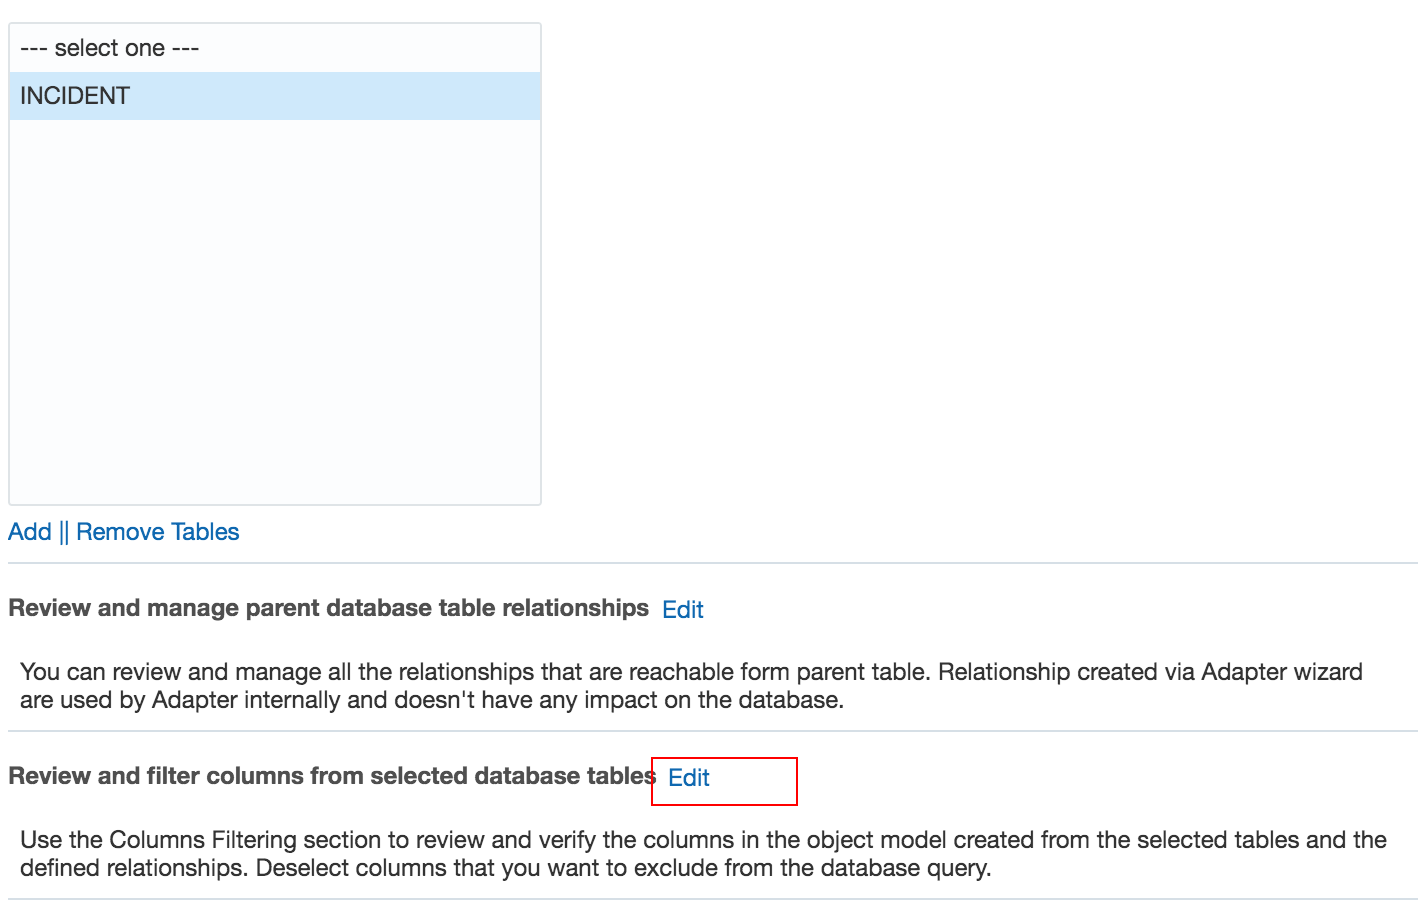 --- select one ---
INCIDENT
Add || Remove Tables
Review and manage parent database table relationships Edit
You can review and manage all the relationships that are reachable form parent table. Relationship created via Adapter wizard
are used by Adapter internally and doesn't have any impact on the database.
Review and filter columns from selected database tables Edit
Use the Columns Filtering section to review and verify the columns in the object model created from the selected tables and the
defined relationships. Deselect columns that you want to exclude from the database query.